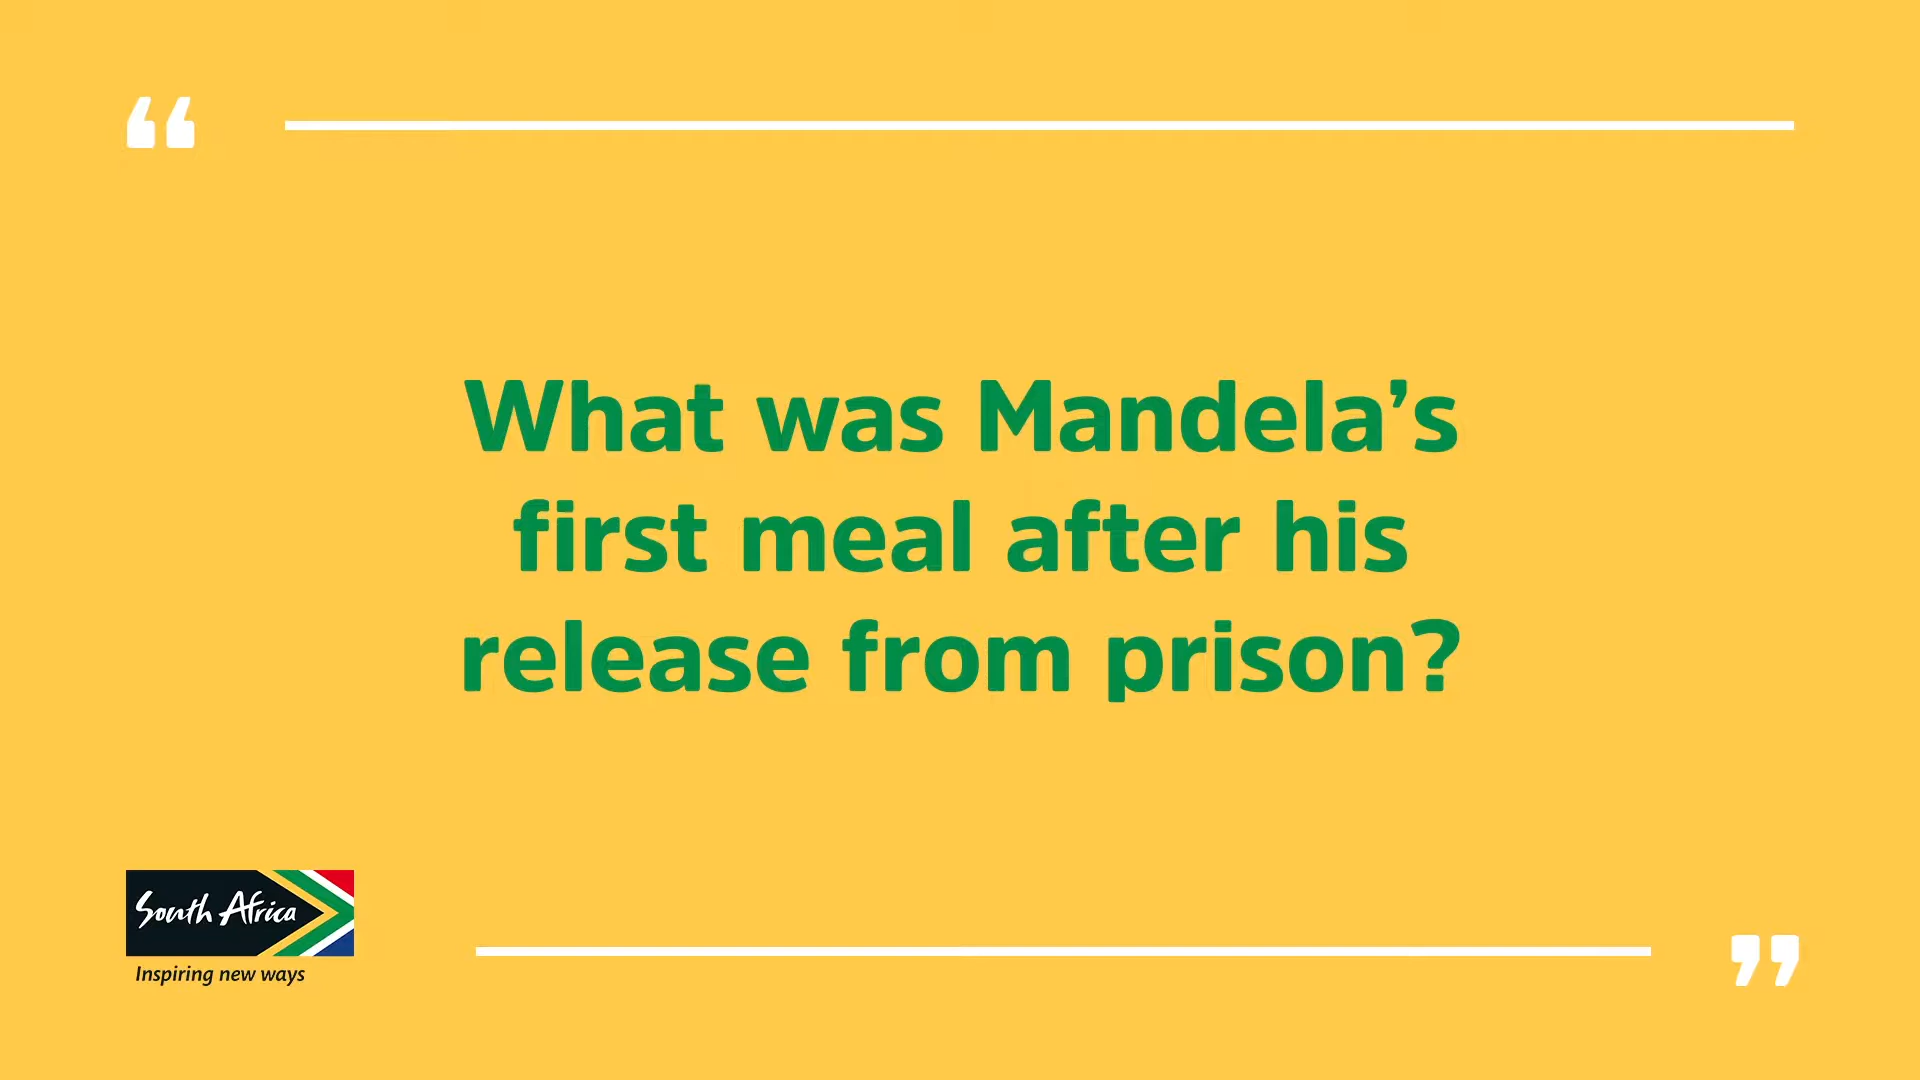 “
What was Mandela’s
first meal after his
release from prison?
South Africa
Inspiring new ways
”